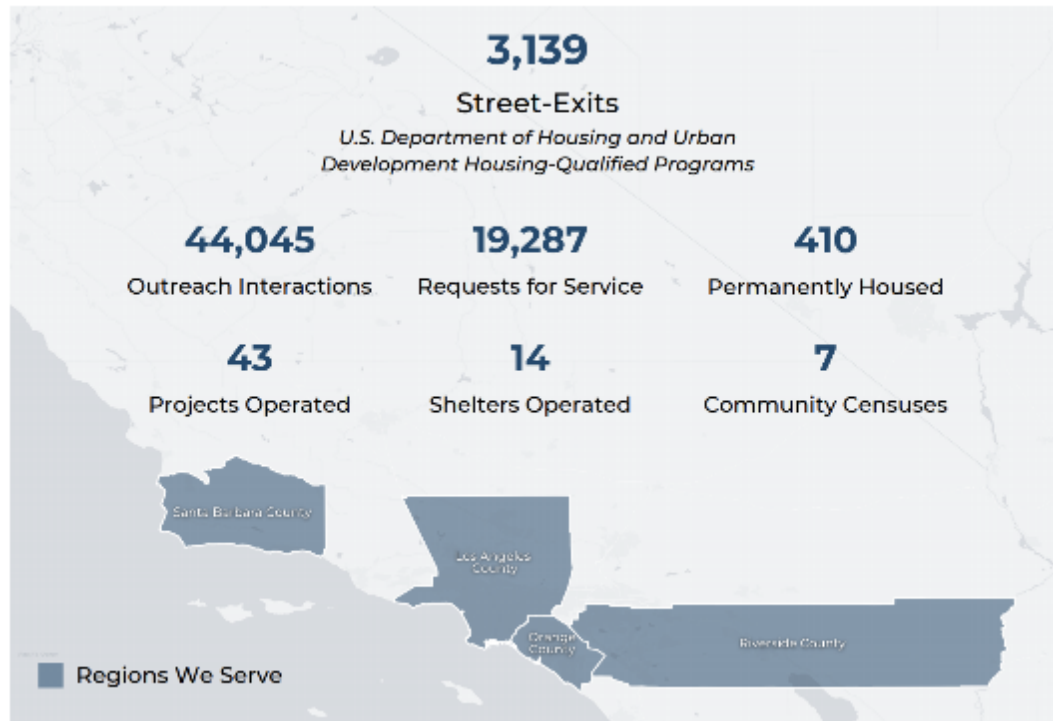 3,139
Street-Exits
U.S. Department of Housing and Urban
Development Housing-Qualified Programs
44,045
19,287
410
Outreach Interactions
Requests for Service
Permanently Housed
43
14
7
Projects Operated
Shelters Operated
Community Censuses
Santa Barbara County
Los Angeles
County
Orange
County
Riverside County
Regions We Serve